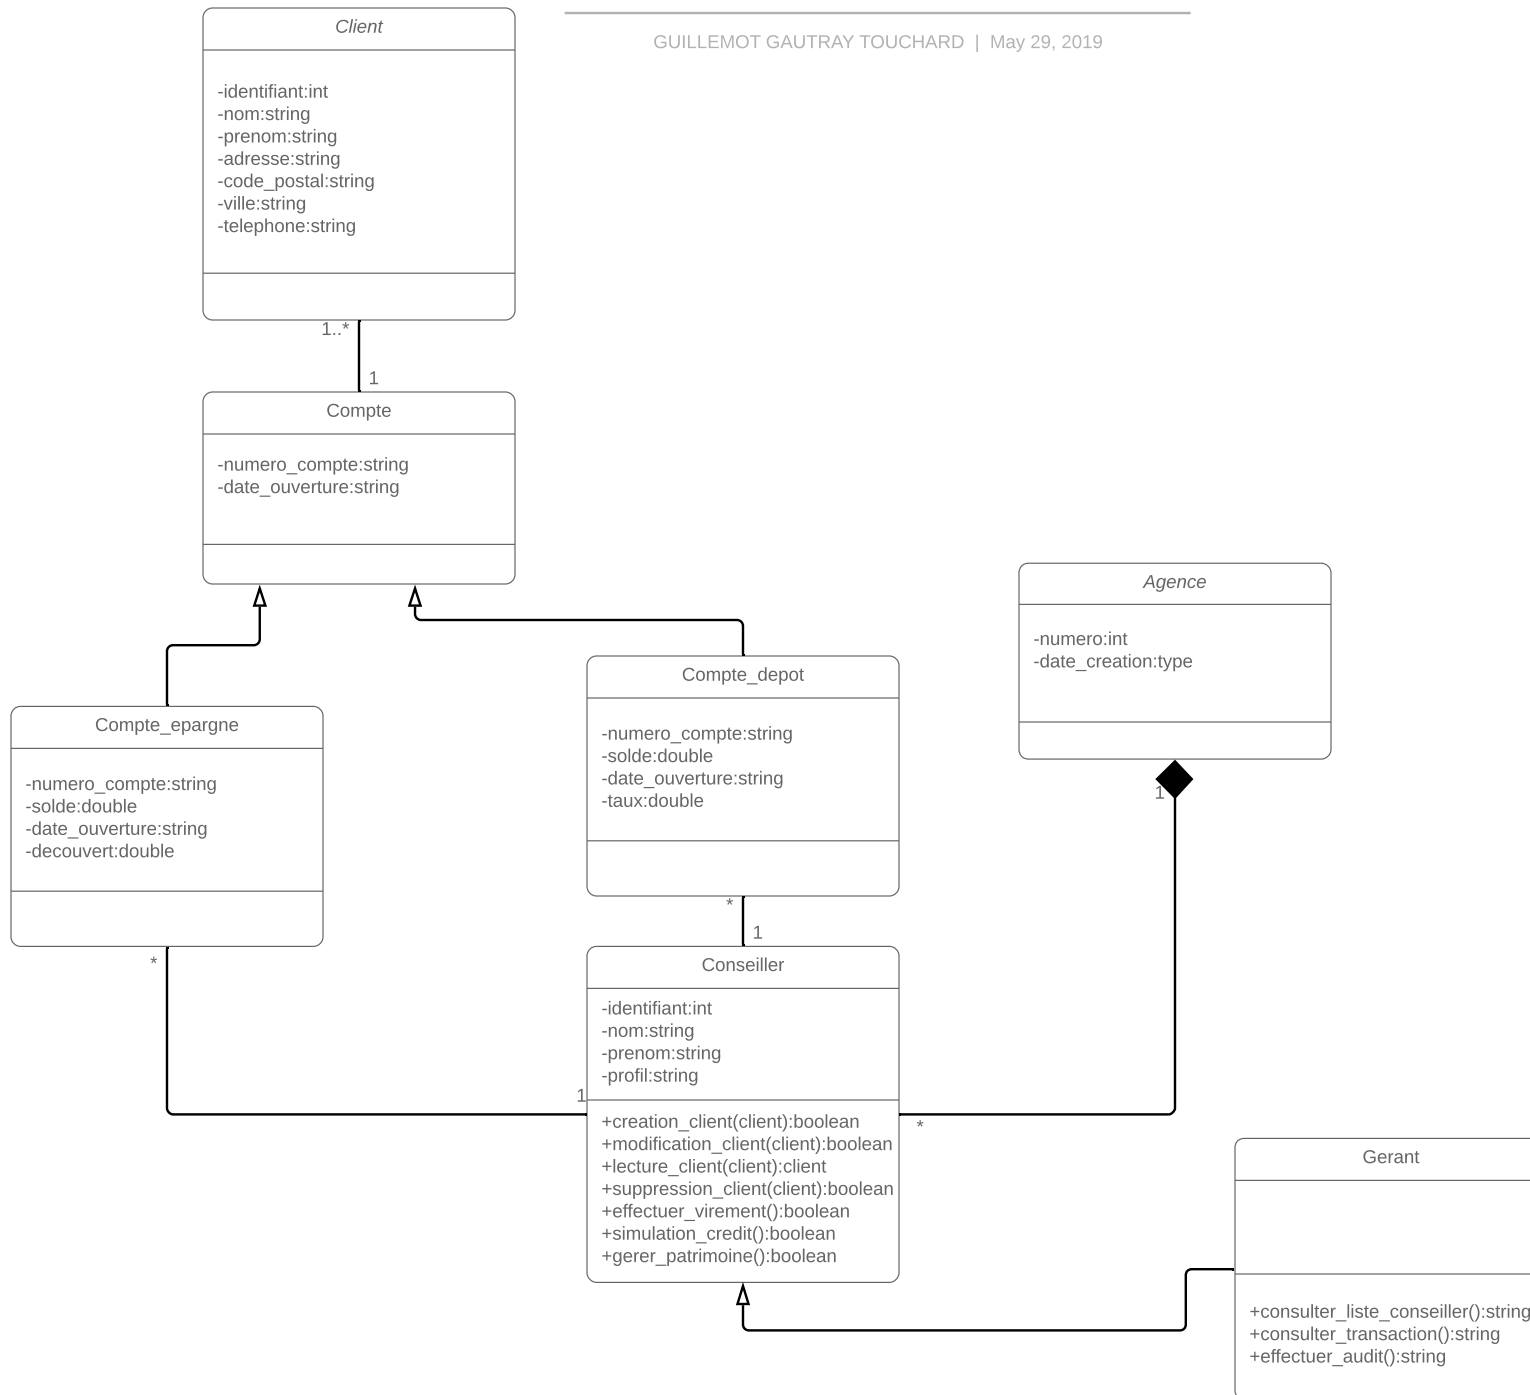 Client
GUILLEMOT GAUTRAY TOUCHARD | May 29, 2019
-identifiant:int
-nom:string
-prenom:string
-adresse:string
-code_postal:string
-ville:string
-telephone:string
1..*
1
Compte
-numero_compte:string
-date_ouverture:string
Agence
-numero:int
-date_creation:type
1
Compte_depot
-numero_compte:string
-solde:double
-date_ouverture:string
-taux:double
*
1
Compte_epargne
-numero_compte:string
-solde:double
-date_ouverture:string
-decouvert:double
*
1
Conseiller
-identifiant:int
-nom:string
-prenom:string
-profil:string
+creation_client(client):boolean
+modification_client(client):boolean
+lecture_client(client):client
+suppression_client(client):boolean
+effectuer_virement():boolean
+simulation_credit():boolean
+gerer_patrimoine():boolean
*
Gerant
+consulter_liste_conseiller():string
+consulter_transaction():string
+effectuer_audit():string